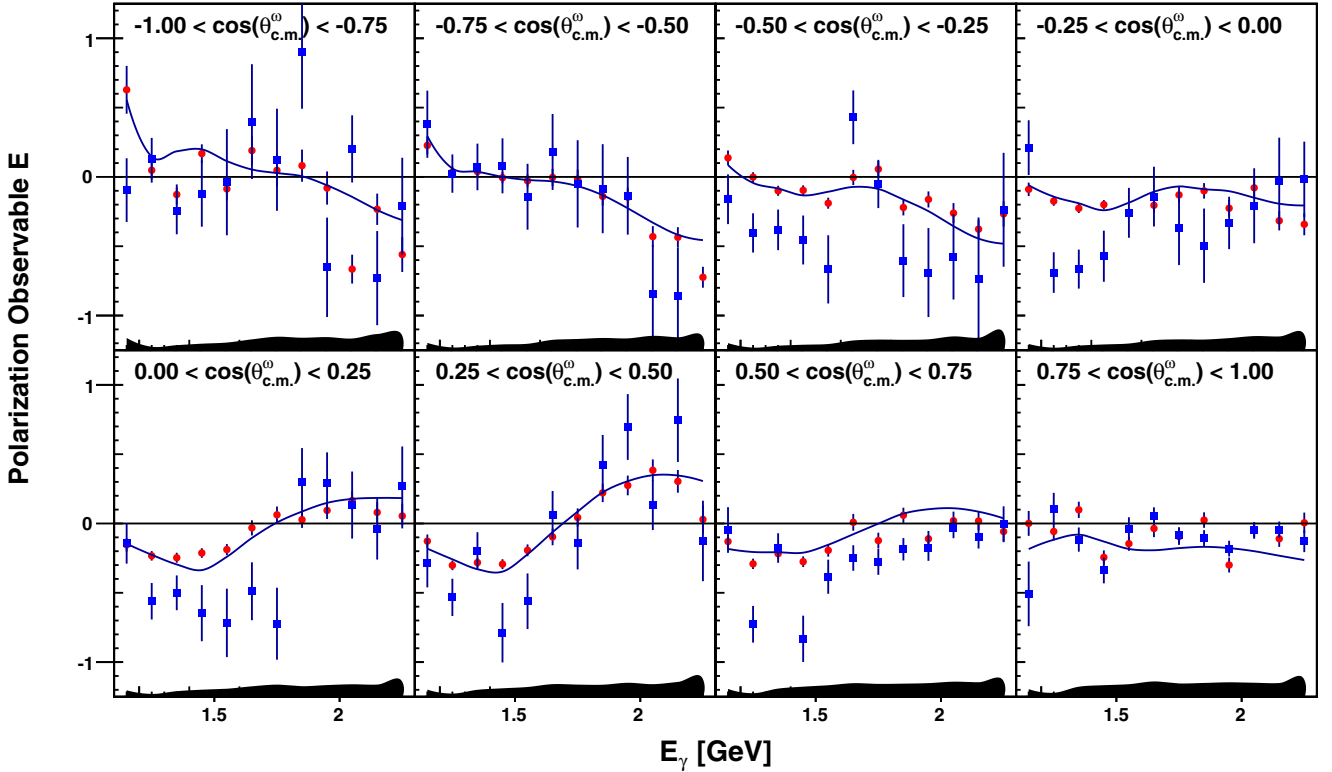 Polarization Observable E
-1.00 < cos(θ^ω_c.m.) < -0.75
-0.75 < cos(θ^ω_c.m.) < -0.50
-0.50 < cos(θ^ω_c.m.) < -0.25
-0.25 < cos(θ^ω_c.m.) < 0.00
1
0
-1
0.00 < cos(θ^ω_c.m.) < 0.25
0.25 < cos(θ^ω_c.m.) < 0.50
0.50 < cos(θ^ω_c.m.) < 0.75
0.75 < cos(θ^ω_c.m.) < 1.00
1
0
-1
1.5 2 1.5 2 1.5 2 1.5 2
E_γ [GeV]